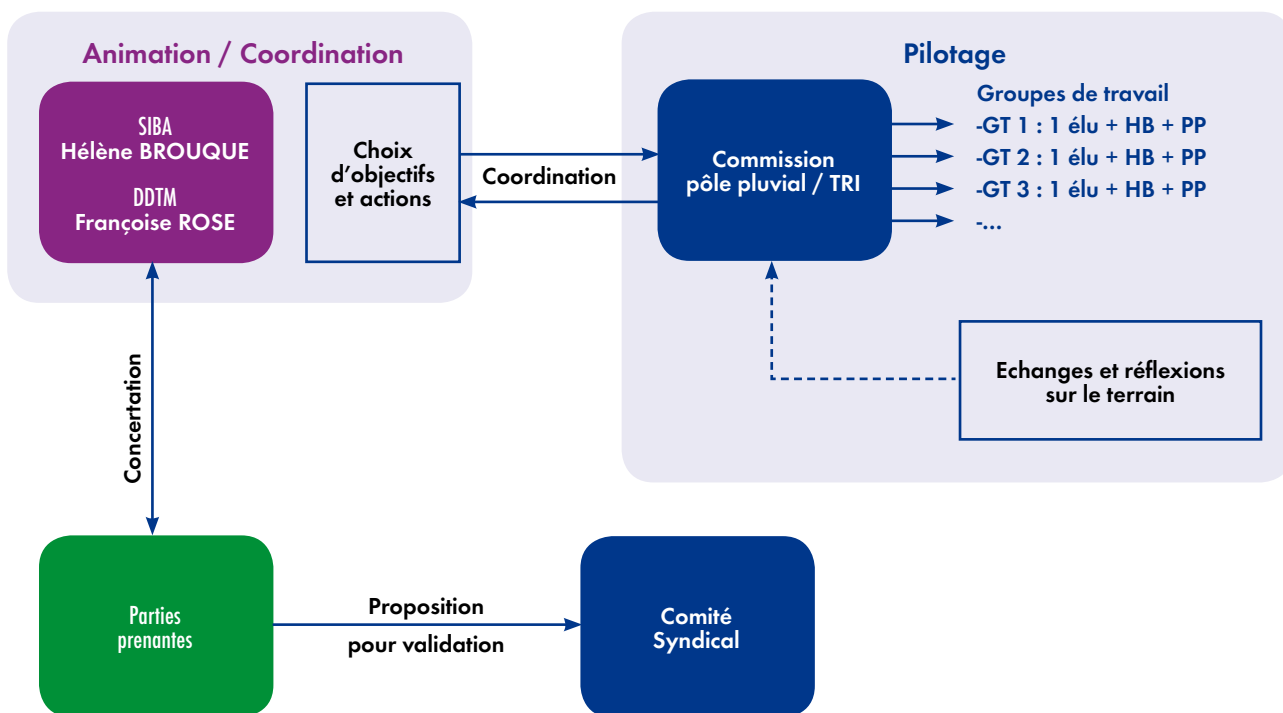 Animation / Coordination
SIBA
Hélène BROUQUE
DDTM
Françoise ROSE
Choix
d'objectifs
et actions
Coordination
Pilotage
Commission
pôle pluvial / TRI
Groupes de travail
-GT 1 : 1 élu + HB + PP
-GT 2 : 1 élu + HB + PP
-GT 3 : 1 élu + HB + PP
-...
Echanges et réflexions
sur le terrain
Concertation
Parties
prenantes
Proposition
pour validation
Comité
Syndical